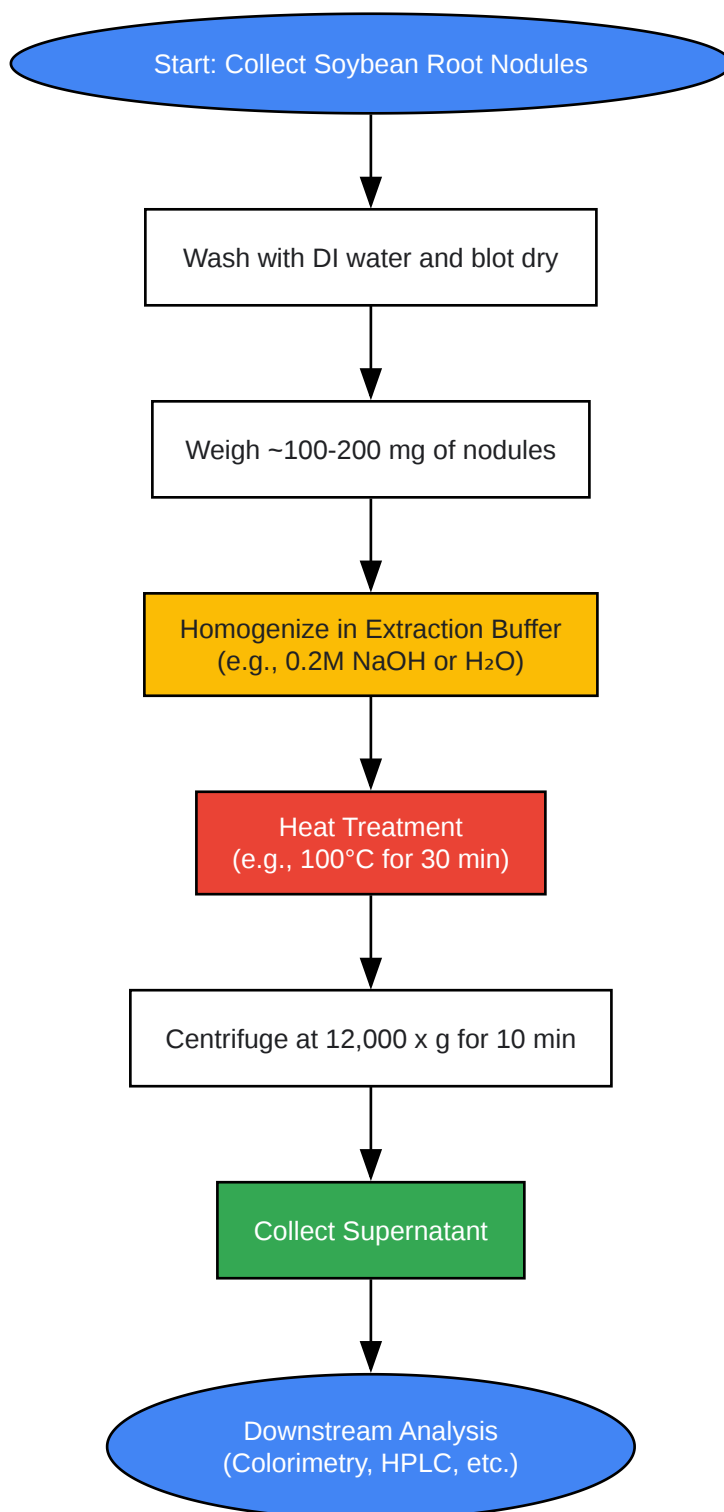 Start: Collect Soybean Root Nodules
Wash with DI water and blot dry
Weigh ~100-200 mg of nodules
Homogenize in Extraction Buffer
(e.g., 0.2M NaOH or H₂O)
Heat Treatment
(e.g., 100°C for 30 min)
Centrifuge at 12,000 x g for 10 min
Collect Supernatant
Downstream Analysis
(Colorimetry, HPLC, etc.)